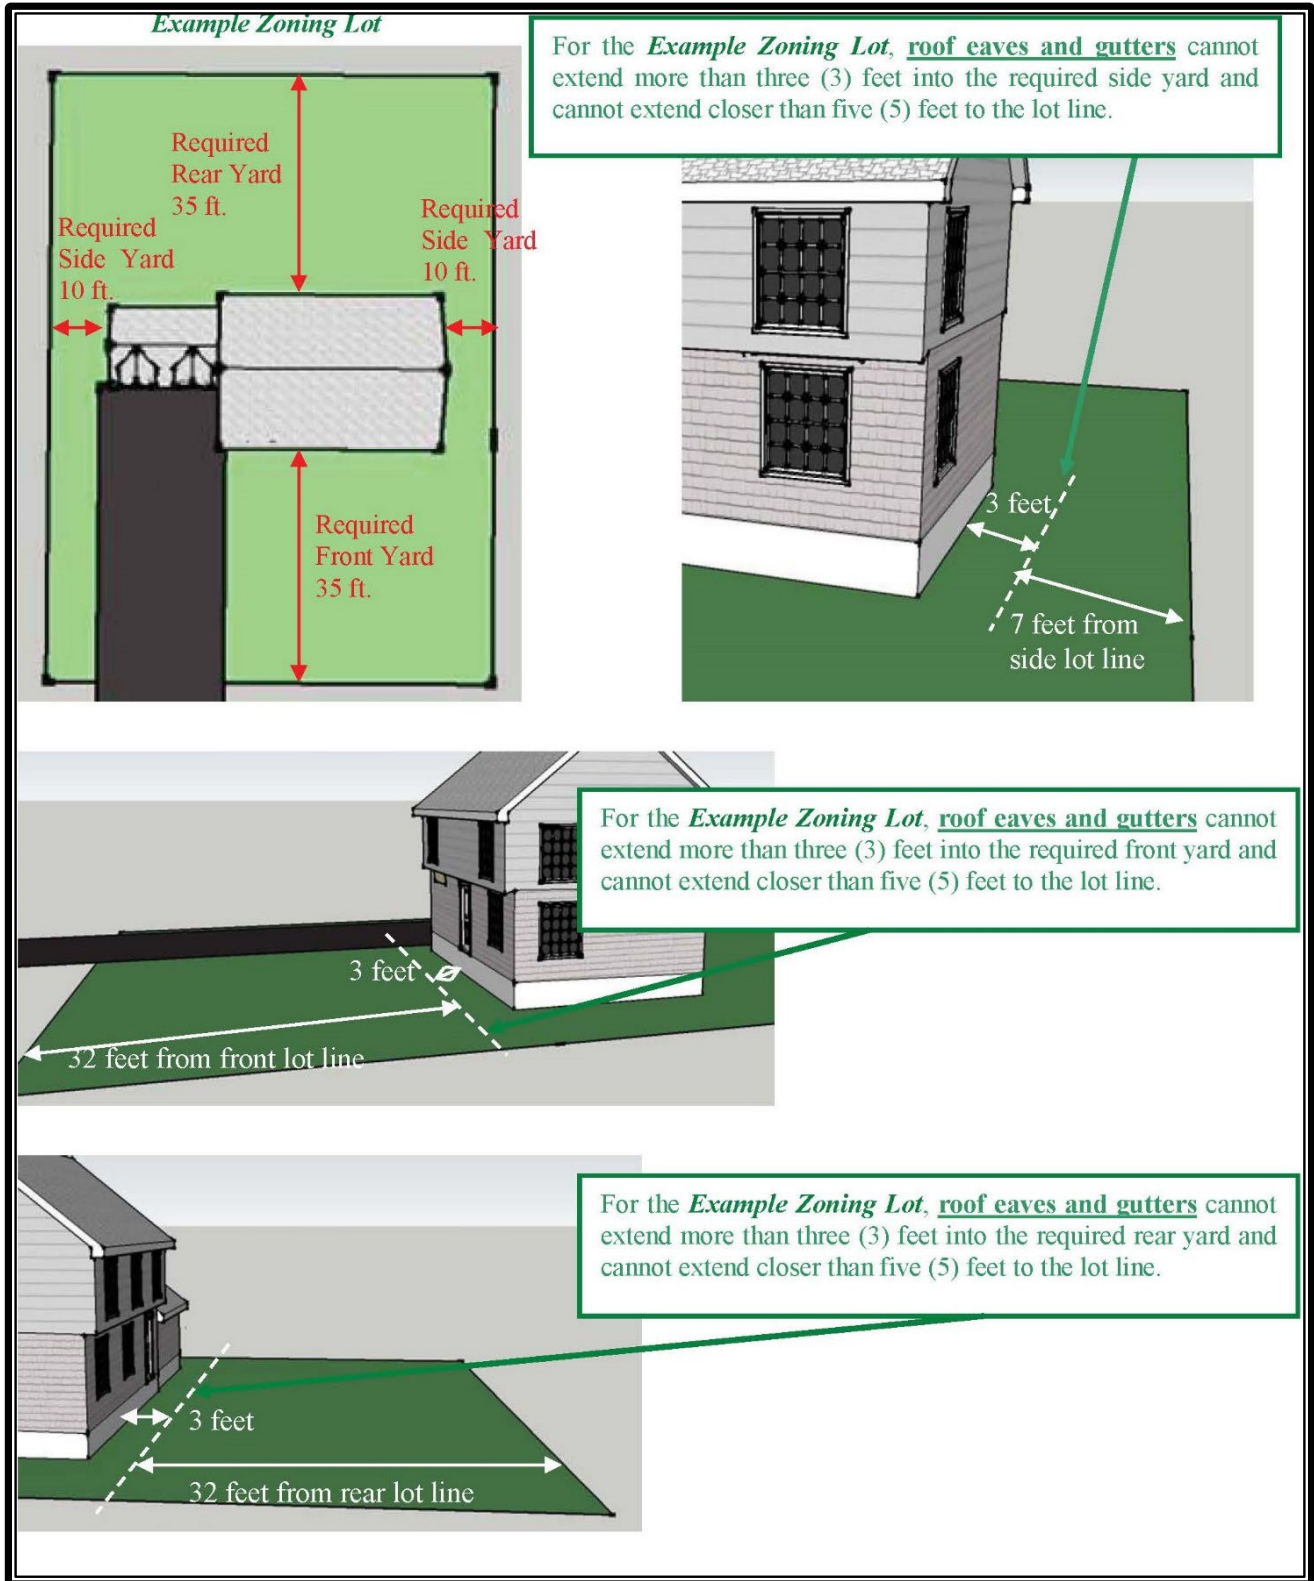 Example Zoning Lot
For the Example Zoning Lot, roof eaves and gutters cannot
extend more than three (3) feet into the required side yard and
cannot extend closer than five (5) feet to the lot line.
Required
Rear Yard
35 ft.
Required
Side Yard
10 ft.
Required
Side Yard
10 ft.
Required
Front Yard
35 ft.
3 feet
7 feet from
side lot line
For the Example Zoning Lot, roof eaves and gutters cannot
extend more than three (3) feet into the required front yard and
cannot extend closer than five (5) feet to the lot line.
3 feet
32 feet from front lot line
For the Example Zoning Lot, roof eaves and gutters cannot
extend more than three (3) feet into the required rear yard and
cannot extend closer than five (5) feet to the lot line.
3 feet
32 feet from rear lot line